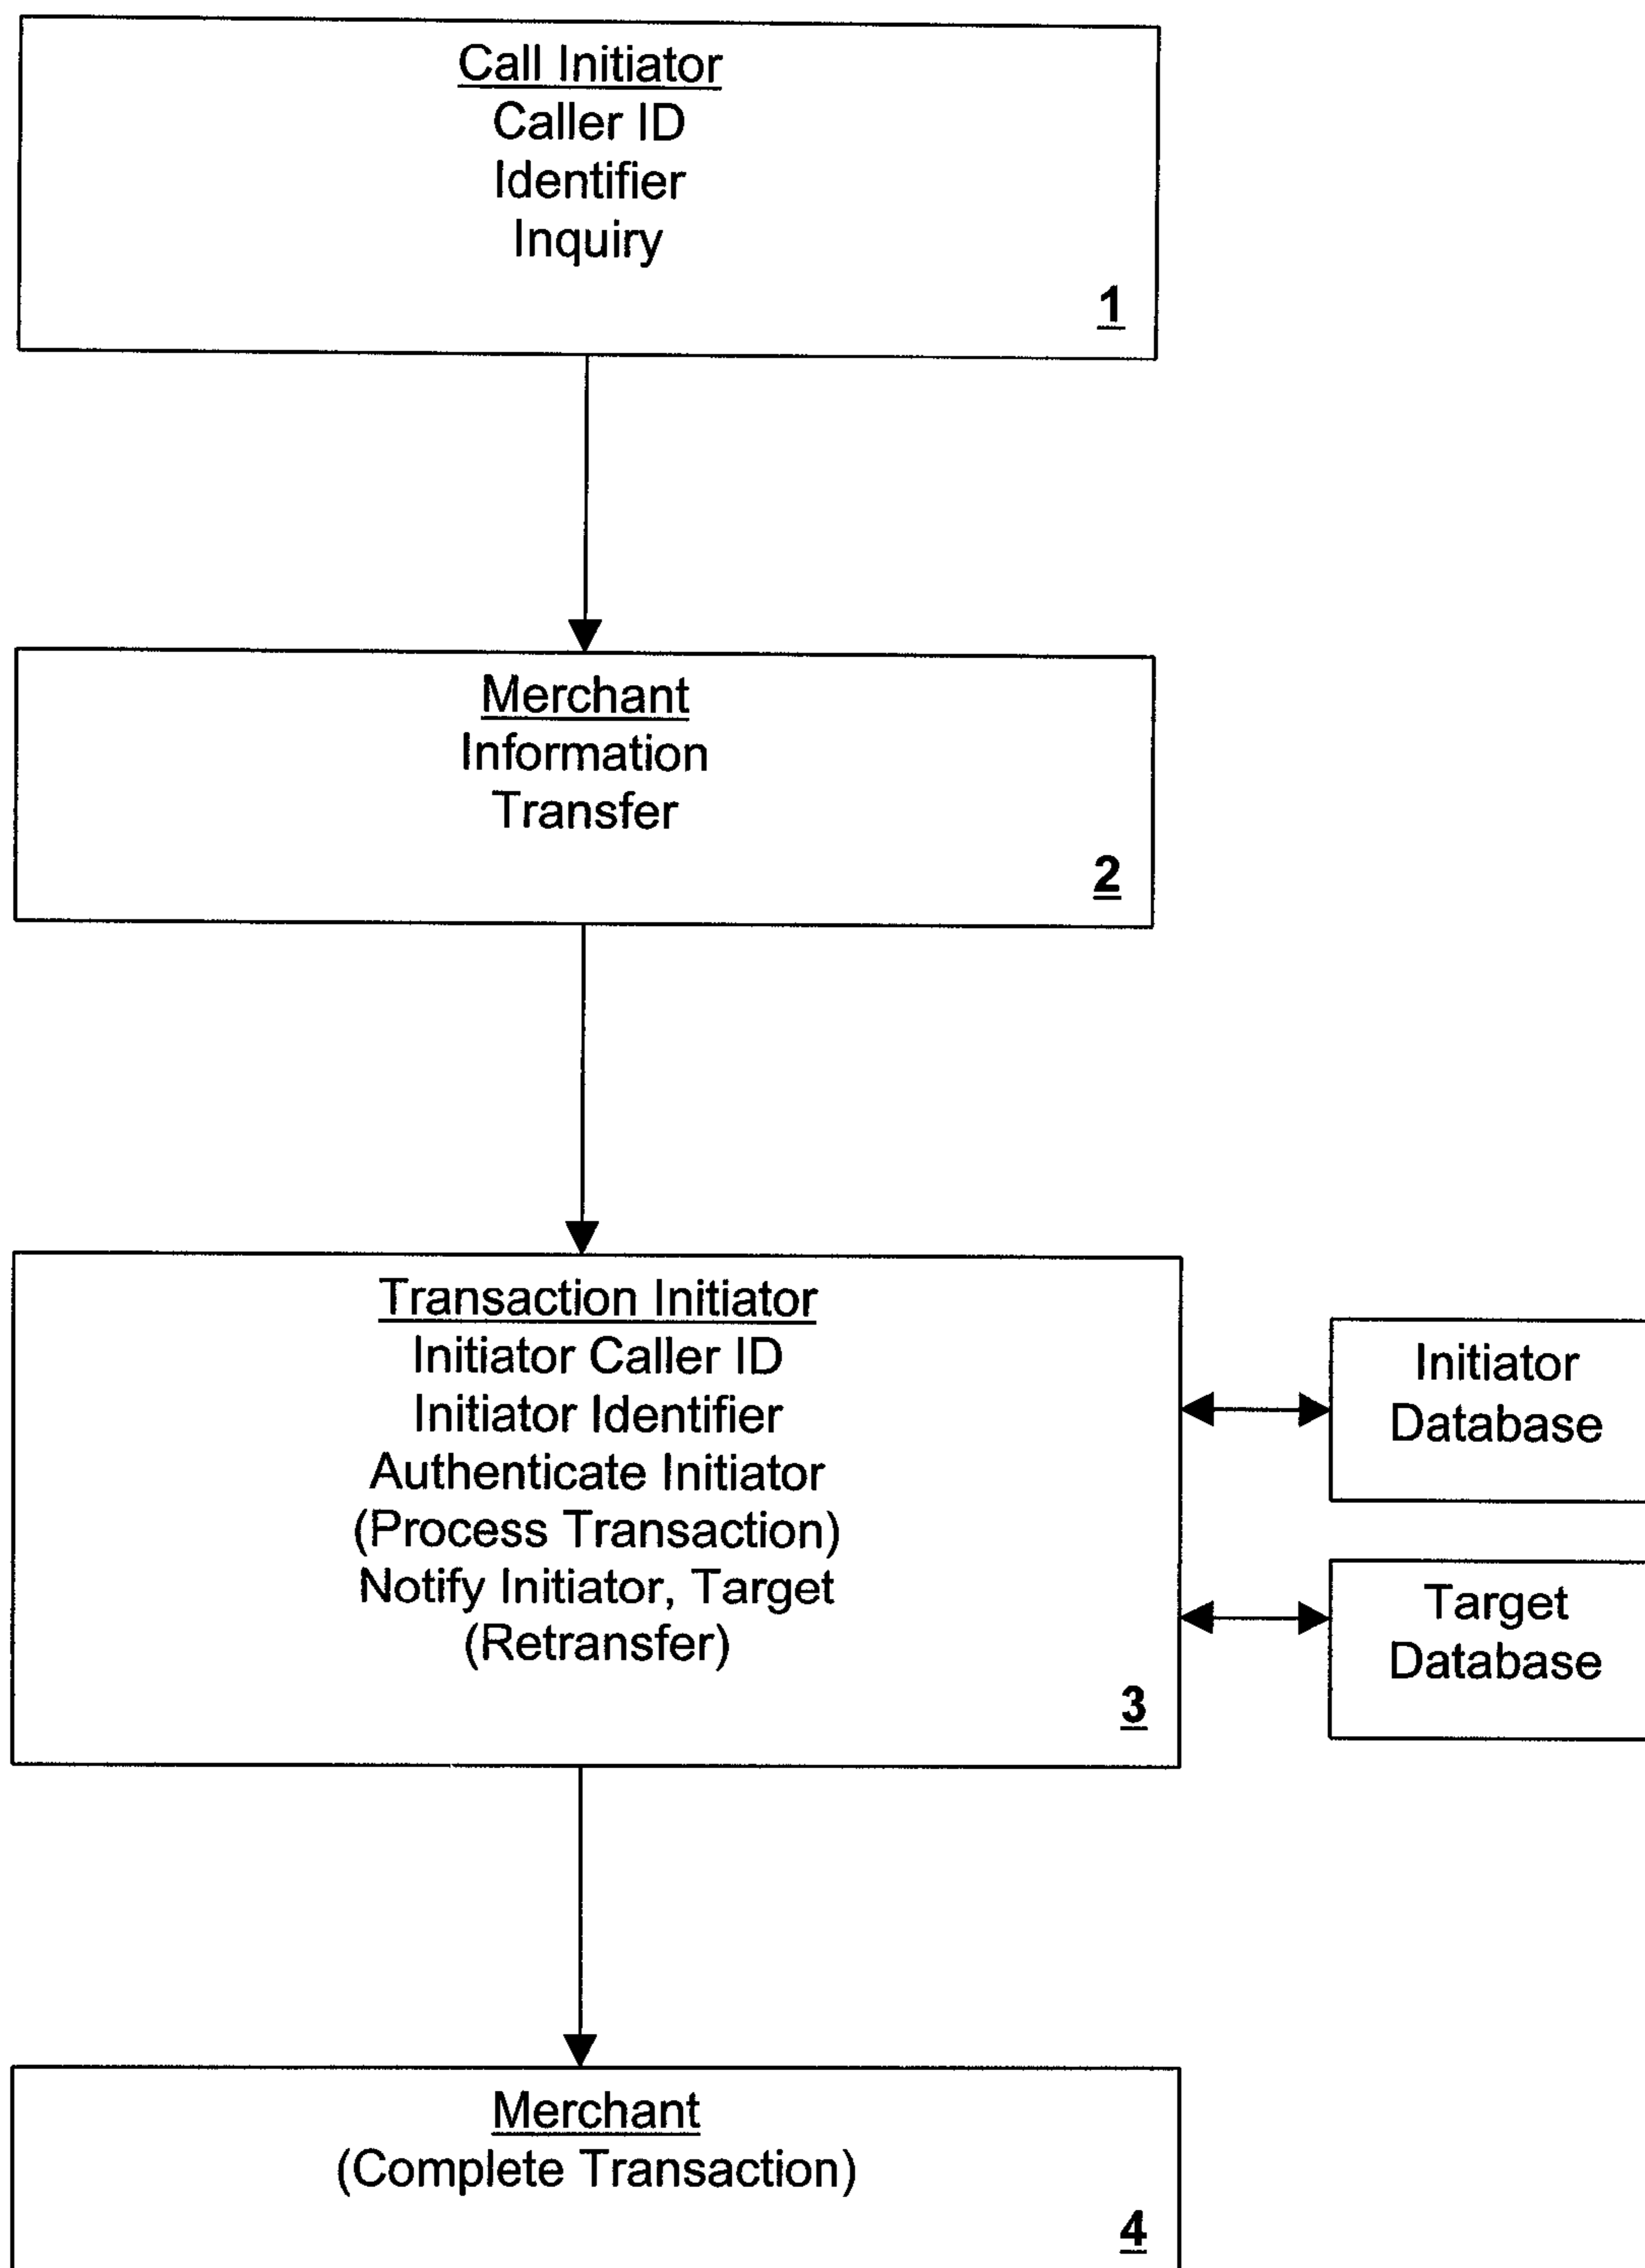 Call Initiator
Caller ID
Identifier
Inquiry
1
Merchant
Information
Transfer
2
Transaction Initiator
Initiator Caller ID
Initiator Identifier
Authenticate Initiator
(Process Transaction)
Notify Initiator, Target
(Retransfer)
3
Initiator
Database
Target
Database
Merchant
(Complete Transaction)
4